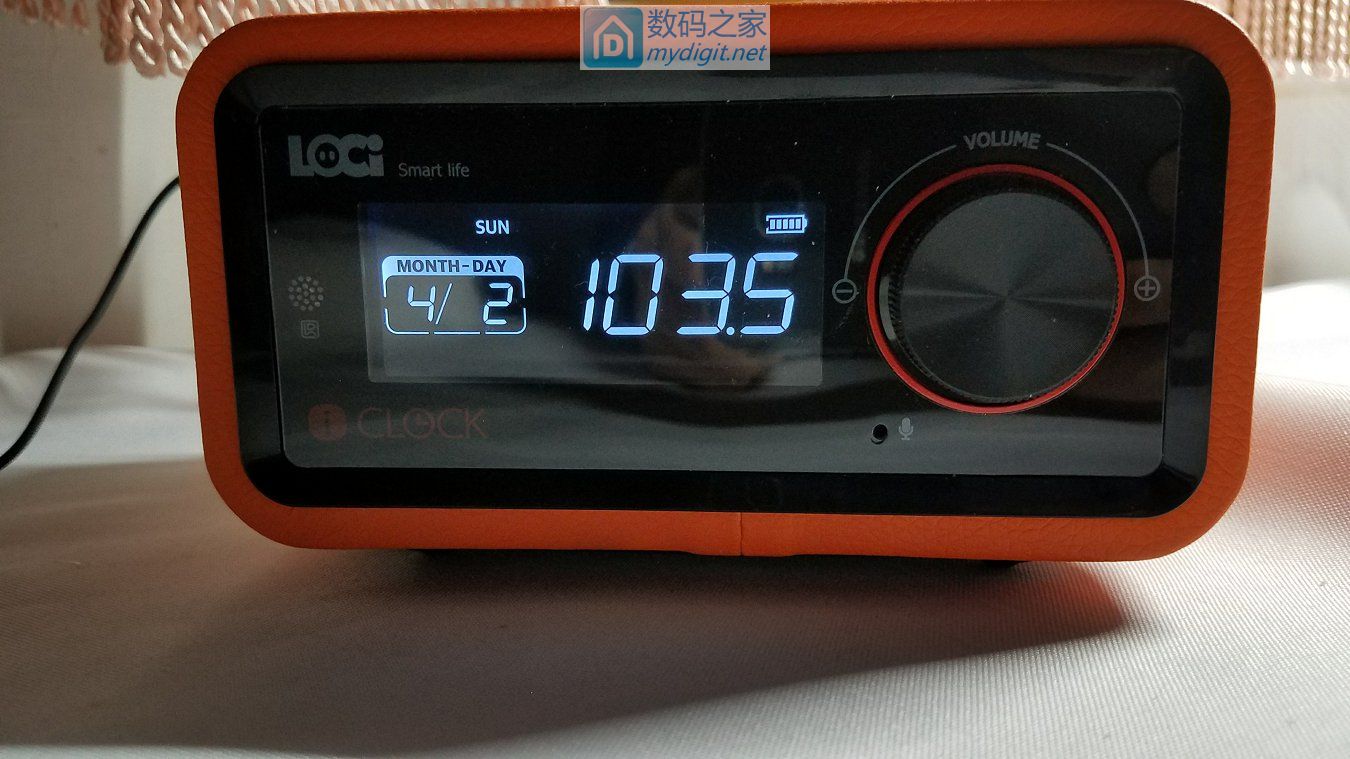 数码之家
mydigit.net
LOCi
Smart life
VOLUME
SUN
MONTH-DAY
4/ 2
103.5
i CLOCK